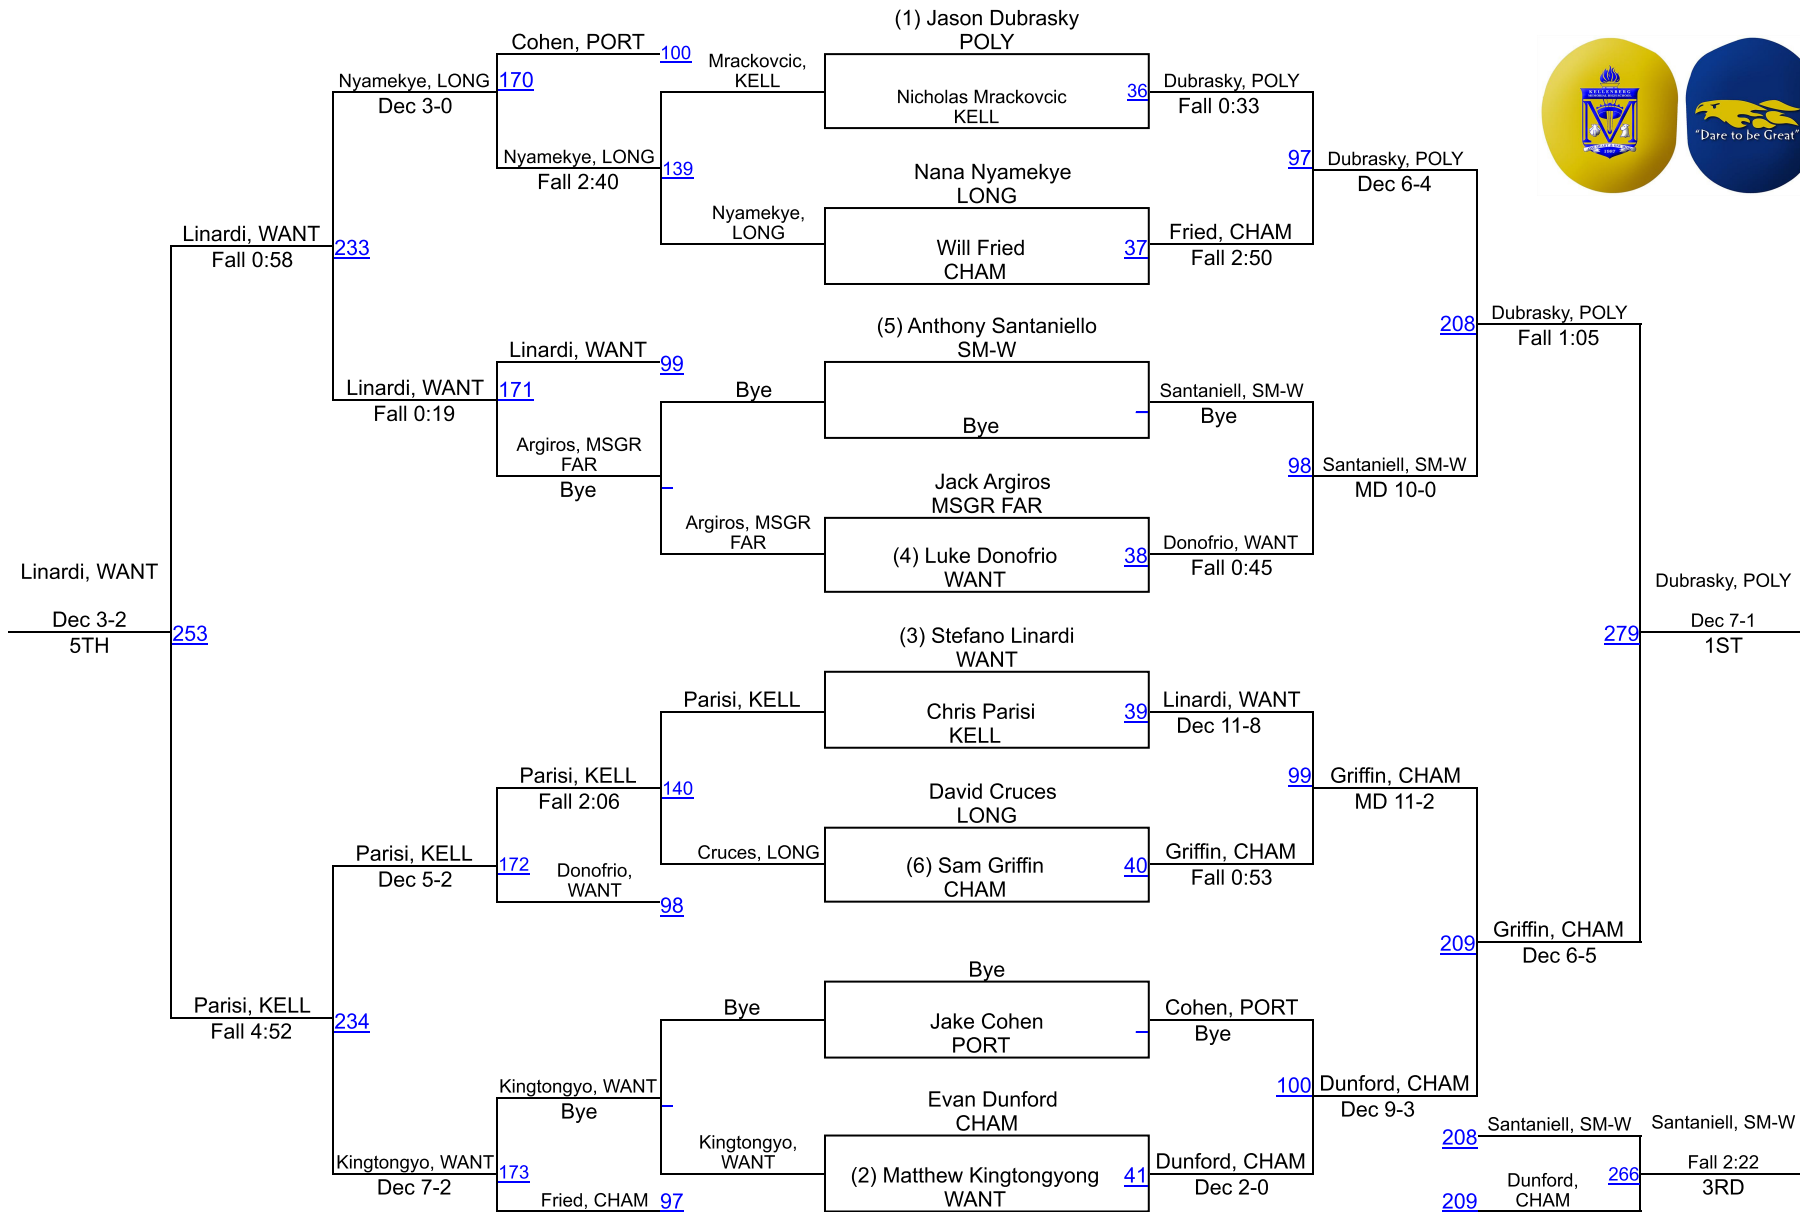 (1) Jason Dubrasky
POLY
Cohen, PORT
100
Mrackovcic,
KELL
Nyamekye, LONG
170
Dec 3-0
Nicholas Mrackovcic
KELL
36
Dubrasky, POLY
Fall 0:33
KELLENBERG
MEMORIAL HIGH SCHOOL
"Dare to be Great"
1987
Nyamekye, LONG
139
Fall 2:40
Nana Nyamekye
LONG
97
Dubrasky, POLY
Dec 6-4
Nyamekye,
LONG
Will Fried
CHAM
37
Fried, CHAM
Fall 2:50
Linardi, WANT
233
Fall 0:58
(5) Anthony Santaniello
SM-W
208
Dubrasky, POLY
Fall 1:05
Linardi, WANT
99
Linardi, WANT
171
Fall 0:19
Bye
Bye
Santaniell, SM-W
Bye
Argiros, MSGR
FAR
Bye
Jack Argiros
MSGR FAR
98
Santaniell, SM-W
MD 10-0
Argiros, MSGR
FAR
(4) Luke Donofrio
WANT
38
Donofrio, WANT
Fall 0:45
Linardi, WANT
Dec 3-2
253
5TH
Dubrasky, POLY
Dec 7-1
279
1ST
(3) Stefano Linardi
WANT
Parisi, KELL
Chris Parisi
KELL
39
Linardi, WANT
Dec 11-8
Parisi, KELL
140
Fall 2:06
David Cruces
LONG
99
Griffin, CHAM
MD 11-2
Parisi, KELL
172
Dec 5-2
Cruces, LONG
(6) Sam Griffin
CHAM
40
Griffin, CHAM
Fall 0:53
Donofrio,
WANT
98
209
Griffin, CHAM
Dec 6-5
Bye
Parisi, KELL
234
Fall 4:52
Bye
Jake Cohen
PORT
Cohen, PORT
Bye
Kingtongyo, WANT
Bye
Evan Dunford
CHAM
100
Dunford, CHAM
Dec 9-3
Kingtongyo,
WANT
(2) Matthew Kingtongyong
WANT
41
Dunford, CHAM
Dec 2-0
Kingtongyo, WANT
173
Dec 7-2
Fried, CHAM
97
208
Santaniell, SM-W
Santaniell, SM-W
266
Fall 2:22
3RD
209
Dunford,
CHAM